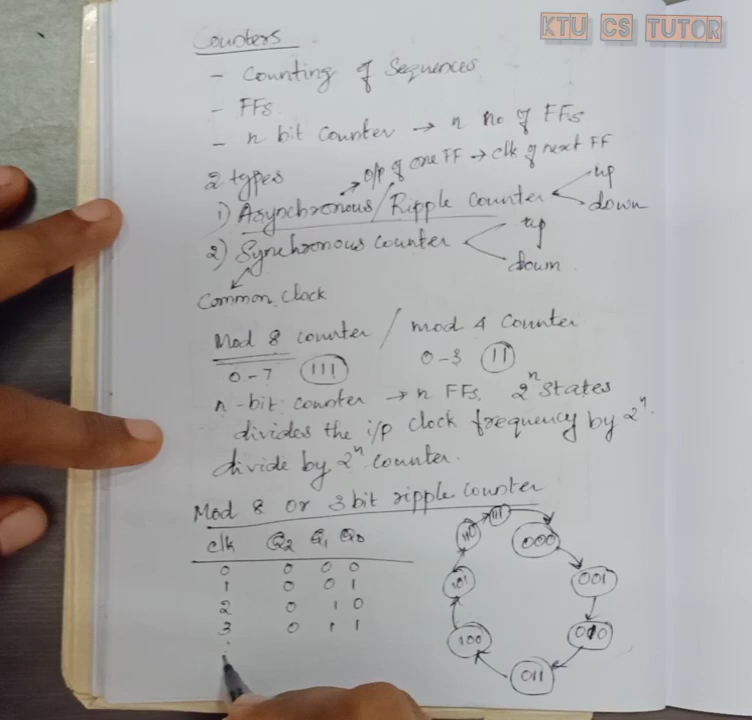 KTU CS TUTOR
Counters
- Counting of Sequences
- FFs.
- n bit counter → n no of FFs
2 types
→ o/p of one FF → clk of next FF
1) Asynchronous/Ripple counter
up
down
2) Synchronous counter
up
down
Common clock
Mod 8 counter / mod 4 counter
0-7 111 0-3 11
n-bit counter → n FFs. 2^n states
divides the i/p clock frequency by 2^n.
divide by 2^n counter.
Mod 8 or 3 bit ripple counter
clk Q2 Q1 Q0
0 0 0 0
1 0 0 1
2 0 1 0
3 0 1 1
000
001
010
011
100
101
110
111